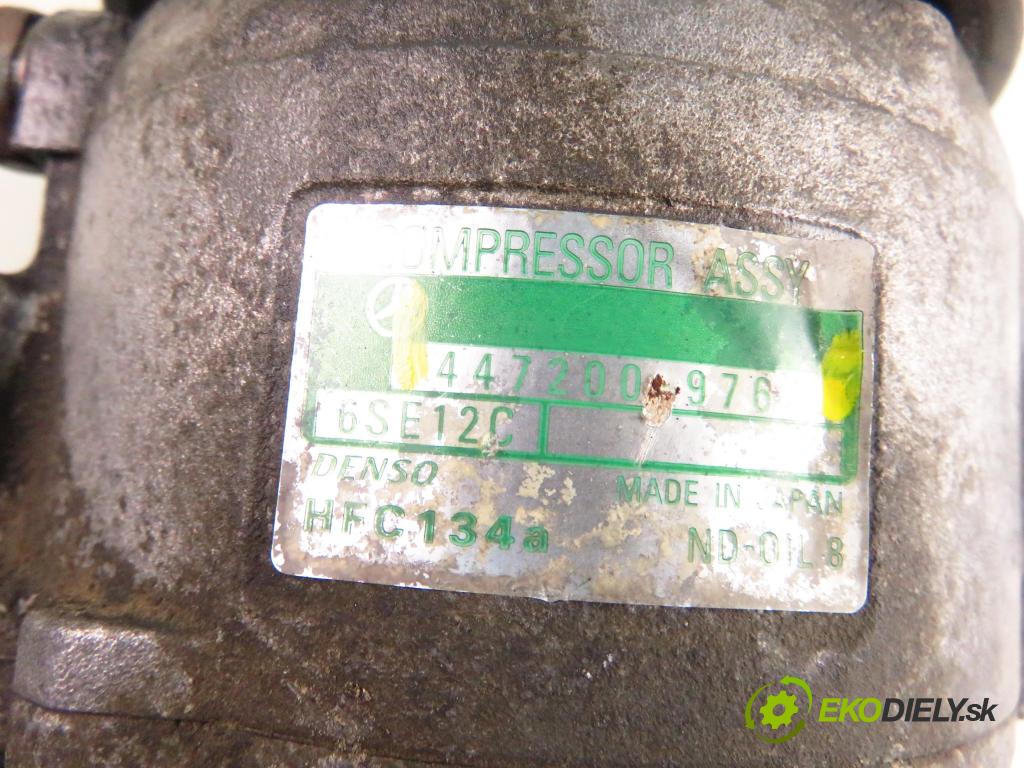 COMPRESSOR ASSY
447200 976
6SE12C
DENSO
MADE IN JAPAN
HFC134a
ND-OIL 8
EKODIELY.sk